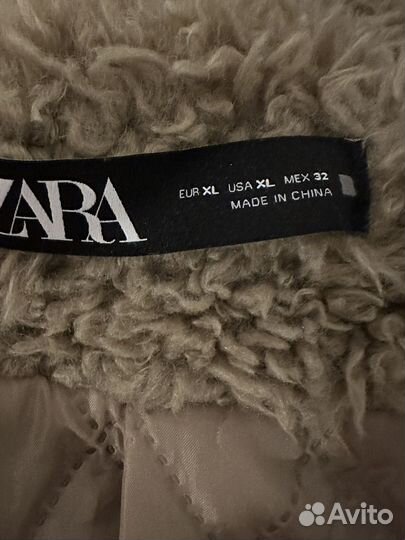 ZARA
EUR XL USA XL MEX 32
MADE IN CHINA
Avito